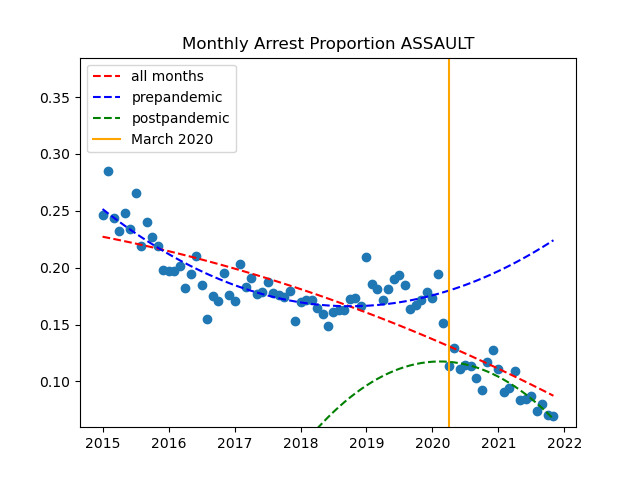 Monthly Arrest Proportion ASSAULT
all months
prepandemic
postpandemic
March 2020
0.35
0.30
0.25
0.20
0.15
0.10
2015 2016 2017 2018 2019 2020 2021 2022